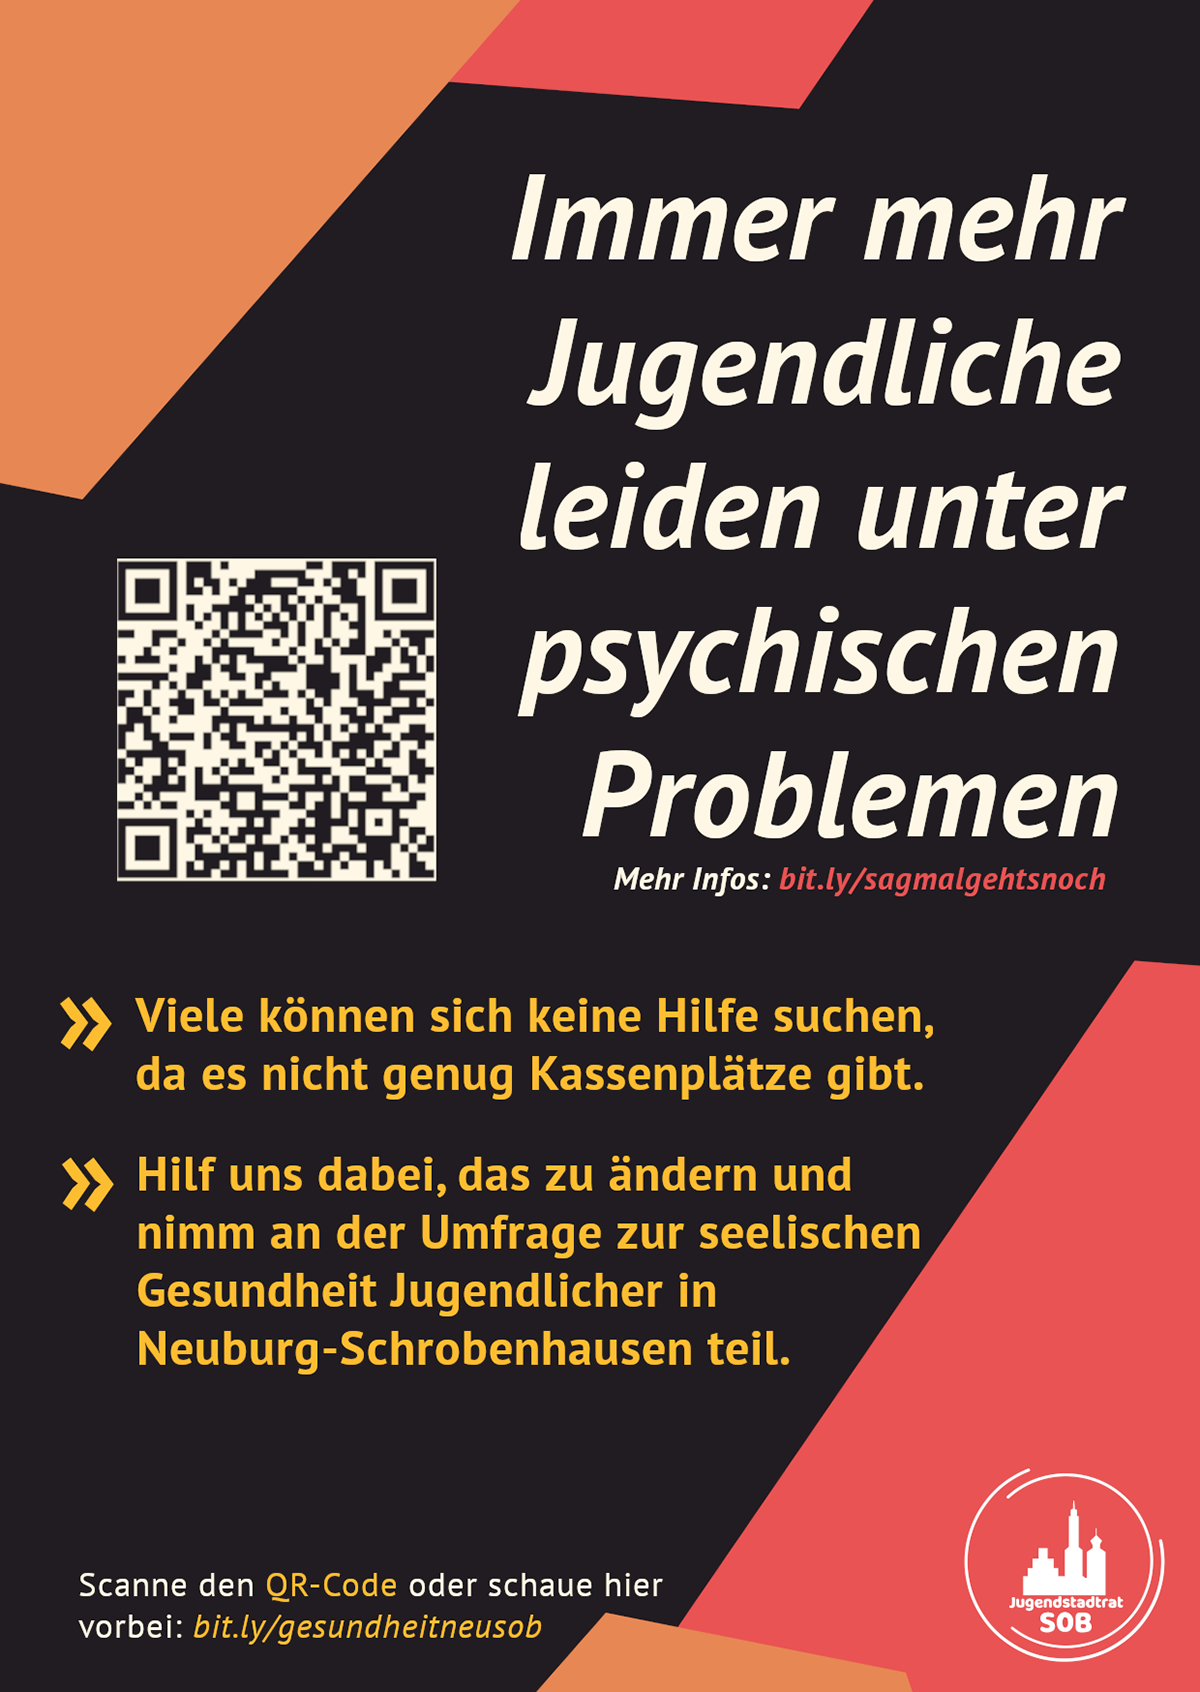 Immer mehr
Jugendliche
leiden unter
psychischen
Problemen
Mehr Infos: bit.ly/sagmalgehtsnoch
» Viele können sich keine Hilfe suchen,
da es nicht genug Kassenplätze gibt.
» Hilf uns dabei, das zu ändern und
nimm an der Umfrage zur seelischen
Gesundheit Jugendlicher in
Neuburg-Schrobenhausen teil.
Scanne den QR-Code oder schaue hier
vorbei: bit.ly/gesundheitneusob
Jugendstadtrat
SOB